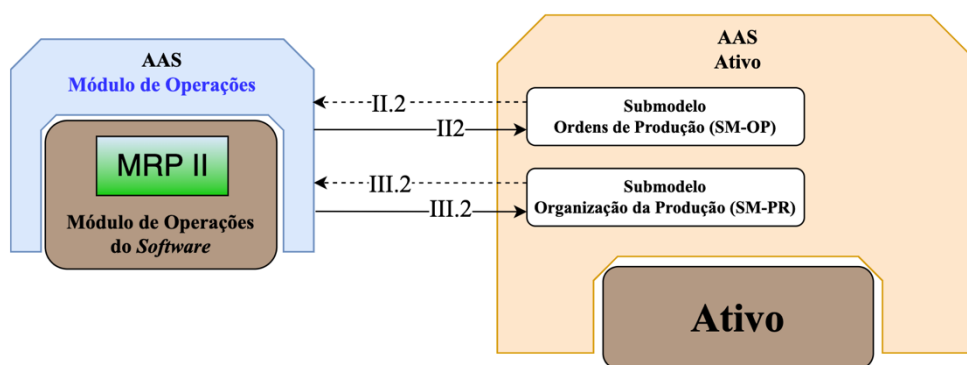 AAS
Módulo de Operações
MRP II
Módulo de Operações
do Software
II.2
II2
III.2
III.2
AAS
Ativo
Submodelo
Ordens de Produção (SM-OP)
Submodelo
Organização da Produção (SM-PR)
Ativo